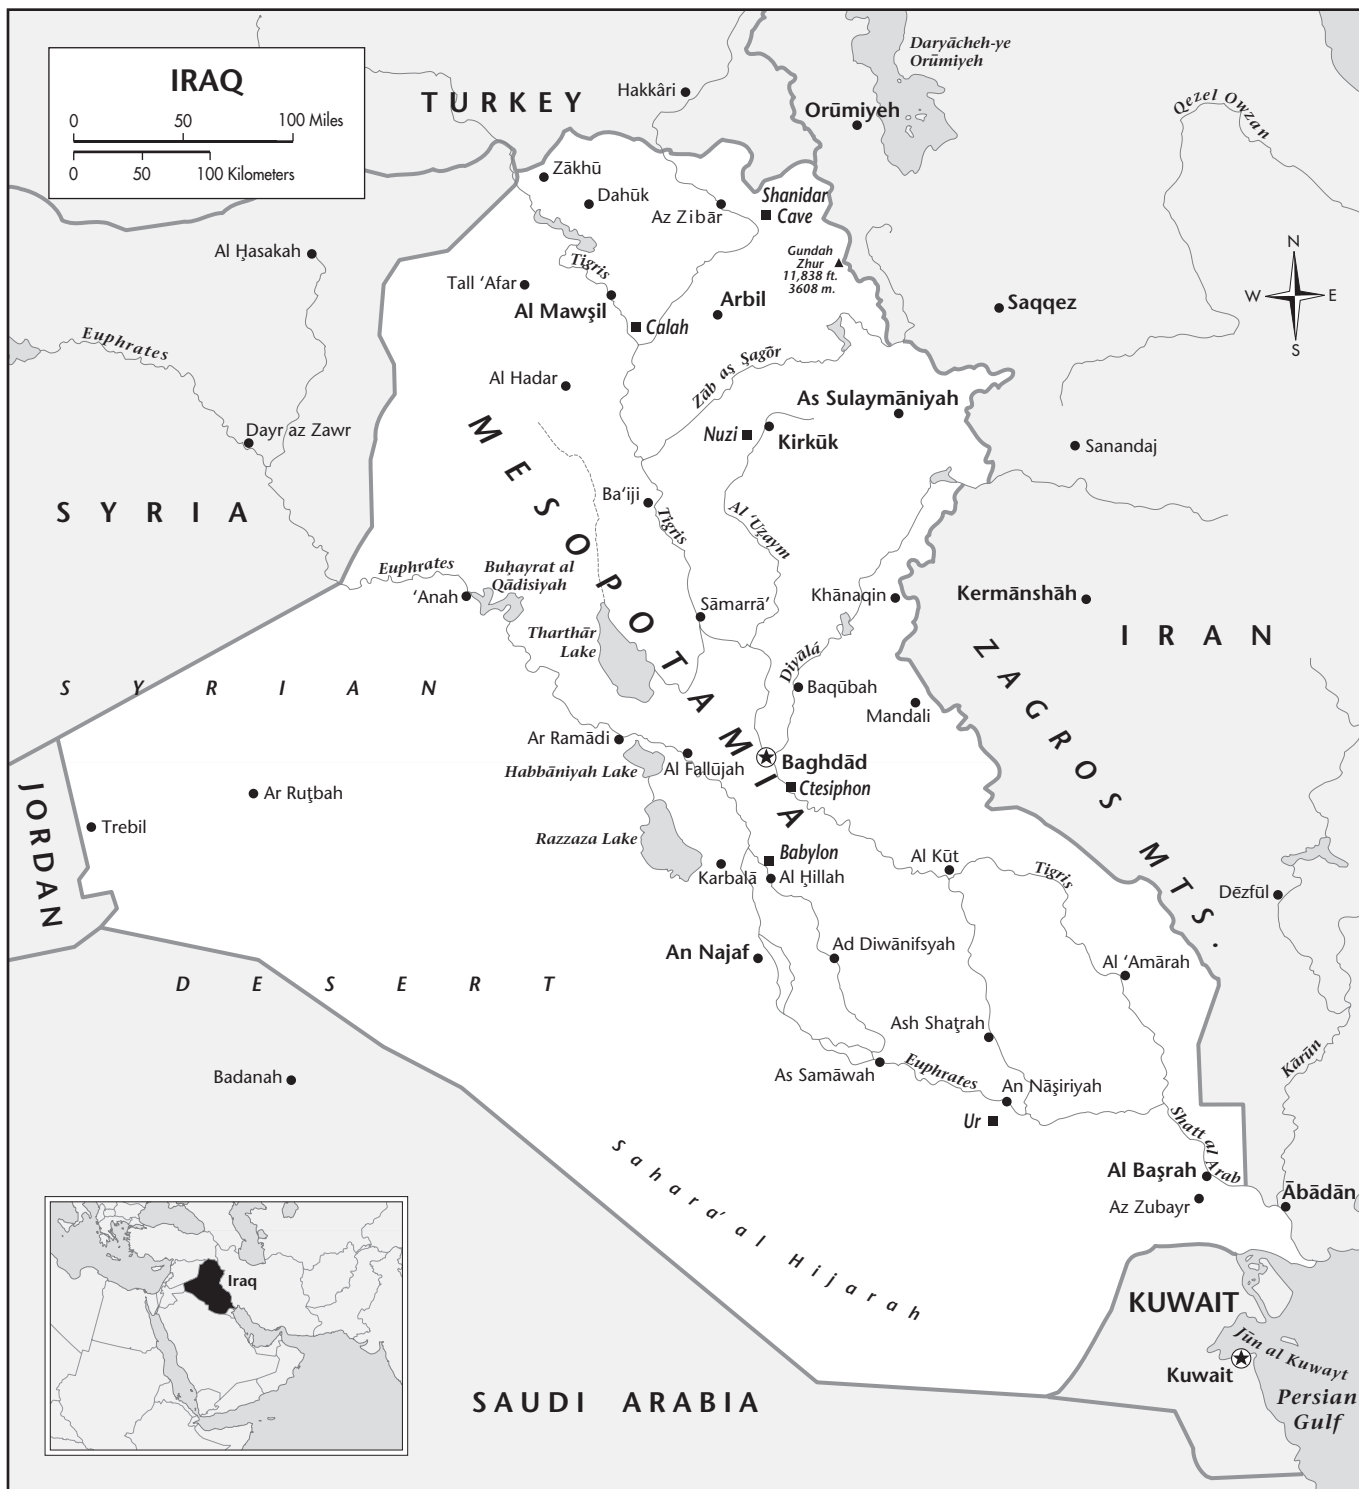 IRAQ
0 50 100 Miles
0 50 100 Kilometers
TURKEY
Hakkâri
Daryācheh-ye
Orūmiyeh
Orūmiyeh
Qezel Owzan
Zākhū
Dahūk
Az Zibār
Shanidar
Cave
Gundah
Zhur
11,838 ft.
3608 m.
N
W E
S
Al Ḩasakah
Tall ‘Afar
Tigris
Al Mawşil
Calah
Arbil
Saqqez
Euphrates
Al Hadar
Zāb aş Şagōr
As Sulaymāniyah
Nuzi
Kirkūk
Dayr az Zawr
Sanandaj
MESOPOTAMIA
SYRIA
Ba‘iji
Tigris
Al ‘Uzaym
Euphrates
Buḩayrat al
Qādisiyah
‘Anah
Sāmarrā’
Khānaqin
Kermānshāh
IRAN
Tharthār
Lake
Diyālá
ZAGROS MTS.
SYRIAN
Baqūbah
Mandali
Ar Ramādi
Habbāniyah Lake
Al Fallūjah
Baghdād
Ctesiphon
JORDAN
Ar Ruţbah
Trebil
Razzaza Lake
Karbalā
Babylon
Al Ḩillah
Al Kūt
Tigris
Dēzfūl
An Najaf
Ad Diwānifsyah
Al ‘Amārah
DESERT
Ash Shaţrah
Kārūn
Badanah
As Samāwah
Euphrates
An Nāşiriyah
Ur
Shatt al Arab
Al Başrah
Az Zubayr
Ābādān
Sahara’ al Hijarah
Iraq
KUWAIT
Jūn al Kuwayt
Kuwait
Persian
Gulf
SAUDI ARABIA